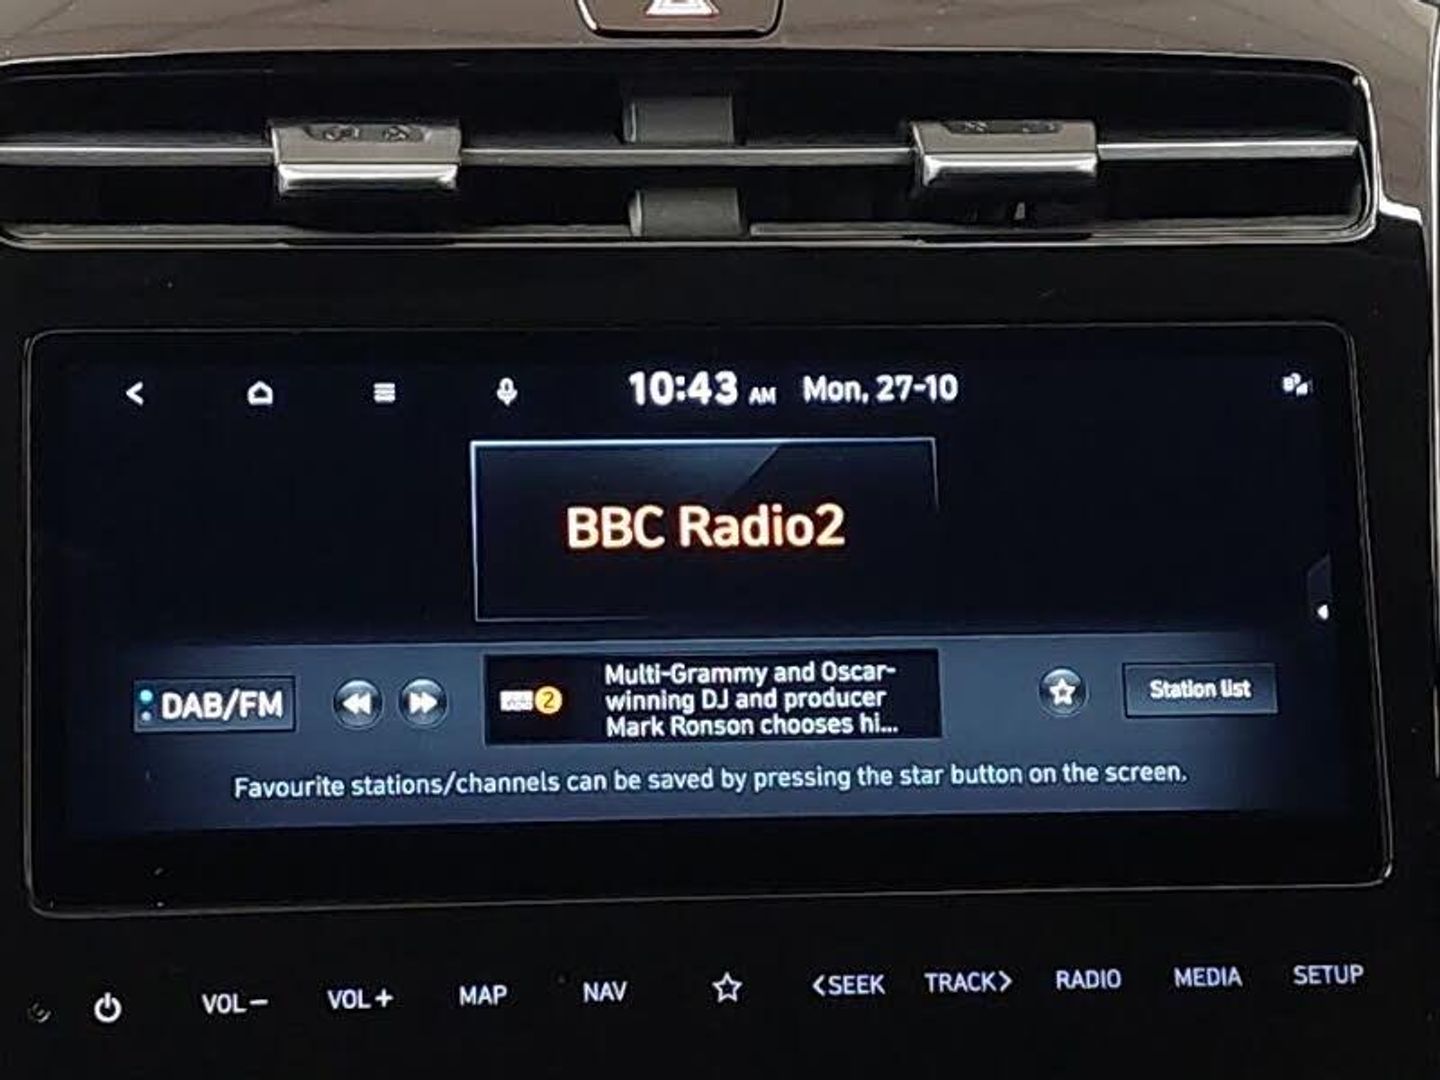 10:43 AM Mon, 27-10
BBC Radio2
DAB/FM
2
Multi-Grammy and Oscar-
winning DJ and producer
Mark Ronson chooses hi...
Station list
Favourite stations/channels can be saved by pressing the star button on the screen.
VOL− VOL+ MAP NAV <SEEK TRACK> RADIO MEDIA SETUP